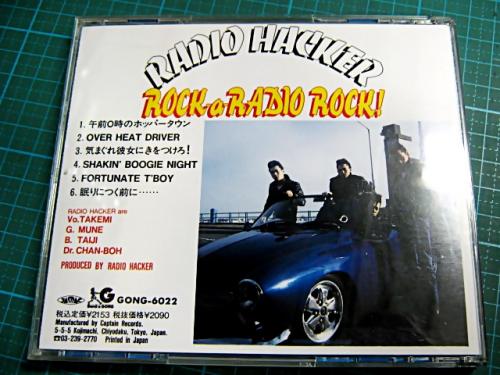 RADIO HACKER
ROCK a RADIO ROCK!
1. 午前0時のホッパータウン
2. OVER HEAT DRIVER
3. 気まぐれ彼女にきをつけろ!
4. SHAKIN' BOOGIE NIGHT
5. FORTUNATE T'BOY
6. 眠りにつく前に……
RADIO HACKER are
Vo. TAKEMI
G. MUNE
B. TAIJI
Dr. CHAN-BOH
PRODUCED BY RADIO HACKER
GONG-6022
税込定価¥2153 税抜価格¥2090
Manufactured by Captain Records.
5-5-5 Kojimachi, Chiyodaku, Tokyo, Japan.
☎03-239-2770 Printed in Japan